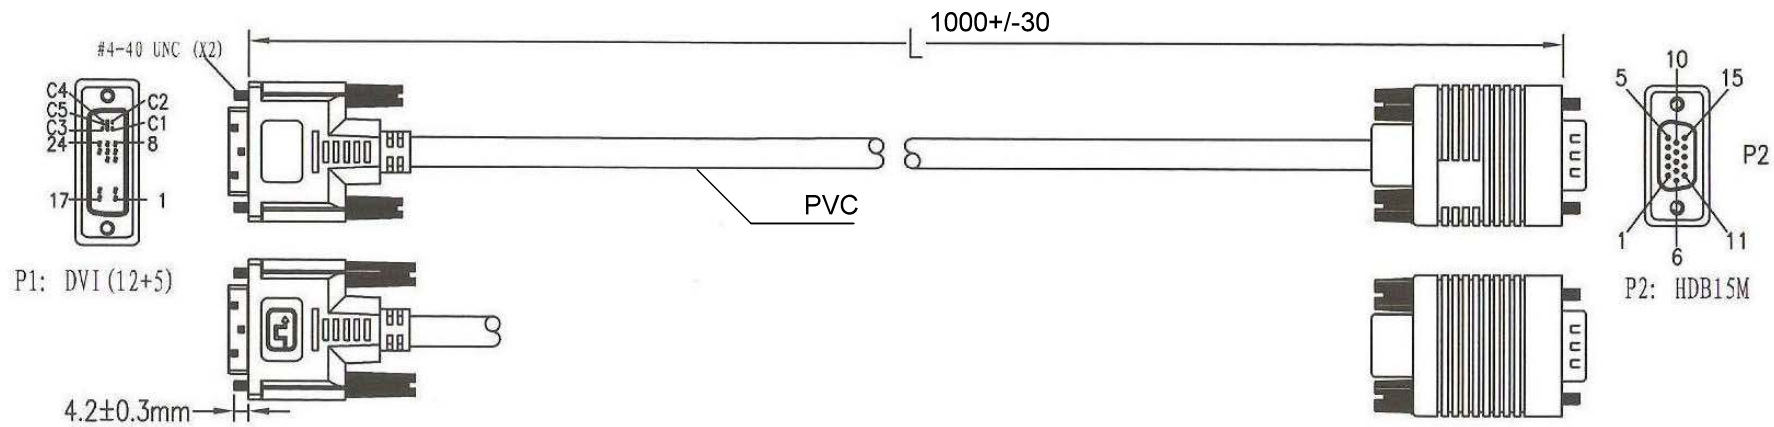 1000+/-30
L
#4-40 UNC (X2)
C4
C5
C3
24
17
C2
C1
8
1
10
5
15
1
11
6
P2
PVC
P1: DVI(12+5)
P2: HDB15M
4.2±0.3mm